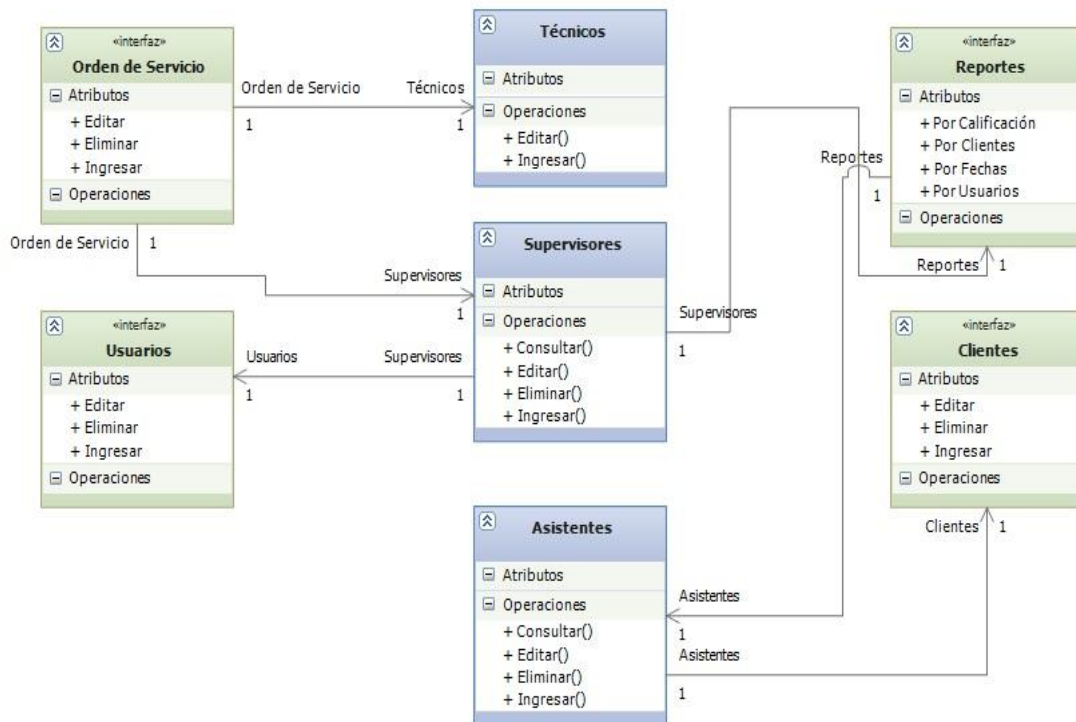 «interfaz»
Orden de Servicio
Atributos
+ Editar
+ Eliminar
+ Ingresar
Operaciones
Orden de Servicio
1
Técnicos
1
Técnicos
Atributos
Operaciones
+ Editar()
+ Ingresar()
«interfaz»
Reportes
Atributos
+ Por Calificación
+ Por Clientes
+ Por Fechas
+ Por Usuarios
Operaciones
Reportes
1
Reportes
1
Orden de Servicio
1
Supervisores
1
Supervisores
Atributos
Operaciones
+ Consultar()
+ Editar()
+ Eliminar()
+ Ingresar()
Supervisores
1
«interfaz»
Usuarios
Atributos
+ Editar
+ Eliminar
+ Ingresar
Operaciones
Usuarios
1
Supervisores
1
«interfaz»
Clientes
Atributos
+ Editar
+ Eliminar
+ Ingresar
Operaciones
Clientes
1
Asistentes
Atributos
Operaciones
+ Consultar()
+ Editar()
+ Eliminar()
+ Ingresar()
Asistentes
1
Asistentes
1